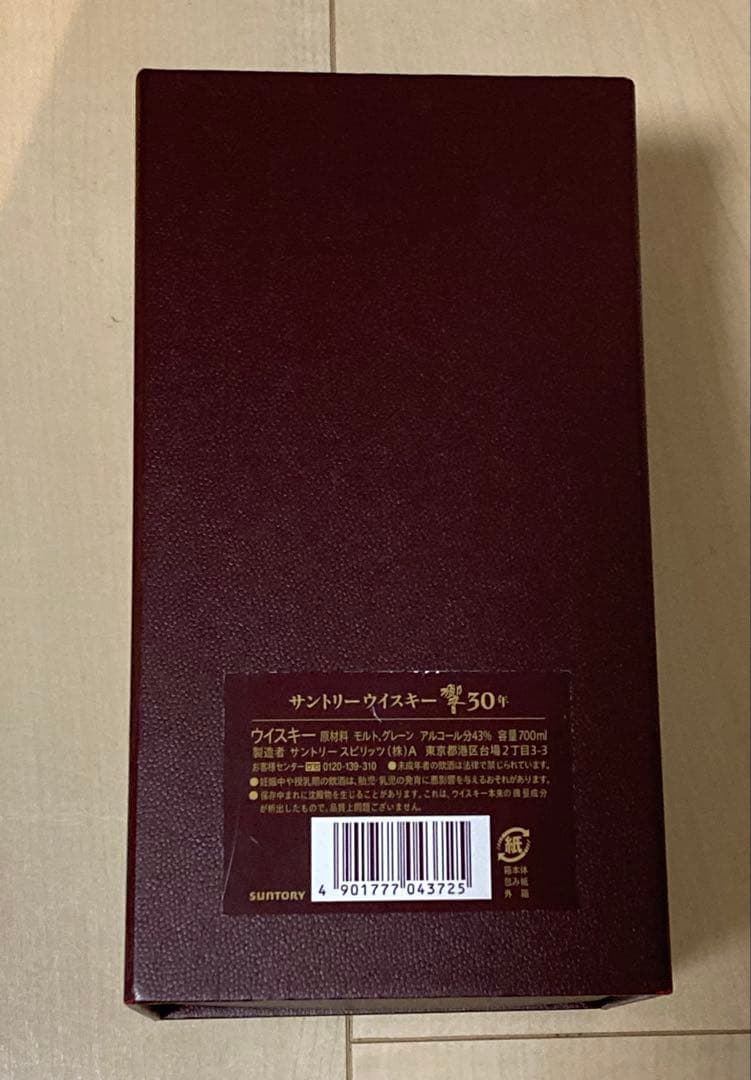 サントリーウイスキー 響30年
ウイスキー 原材料 モルト、グレーン アルコール分43% 容量700ml
製造者 サントリー スピリッツ(株)A 東京都港区台場2丁目3-3
お客様センター 0120-139-310 ●未成年者の飲酒は法律で禁じられています。
●妊娠中や授乳期の飲酒は、胎児・乳児の発育に悪影響を与えるおそれがあります。
●保存中まれに沈殿物を生じることがあります。これは、ウイスキー本来の微量成分
が析出したもので、品質上問題ございません。
紙
箱本体
包み紙
外箱
SUNTORY
4 901777 043725